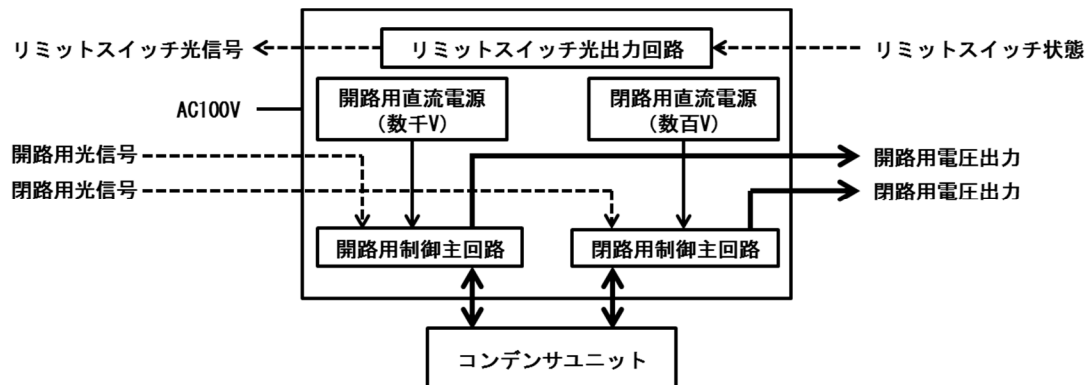 リミットスイッチ光信号
リミットスイッチ光出力回路
リミットスイッチ状態
AC100V
開路用直流電源
(数千V)
閉路用直流電源
(数百V)
開路用光信号
開路用電圧出力
閉路用光信号
閉路用電圧出力
開路用制御主回路
閉路用制御主回路
コンデンサユニット